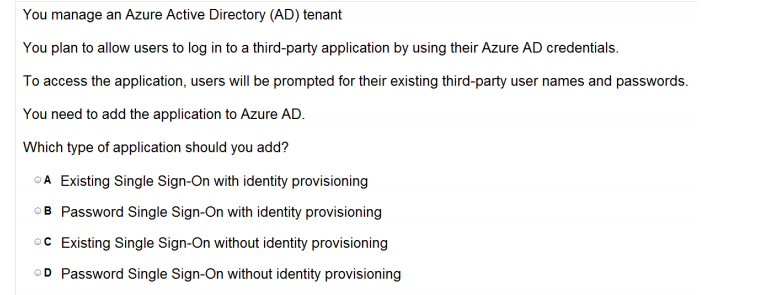 You manage an Azure Active Directory (AD) tenant
You plan to allow users to log in to a third-party application by using their Azure AD credentials.
To access the application, users will be prompted for their existing third-party user names and passwords.
You need to add the application to Azure AD.
Which type of application should you add?
A Existing Single Sign-On with identity provisioning
B Password Single Sign-On with identity provisioning
C Existing Single Sign-On without identity provisioning
D Password Single Sign-On without identity provisioning